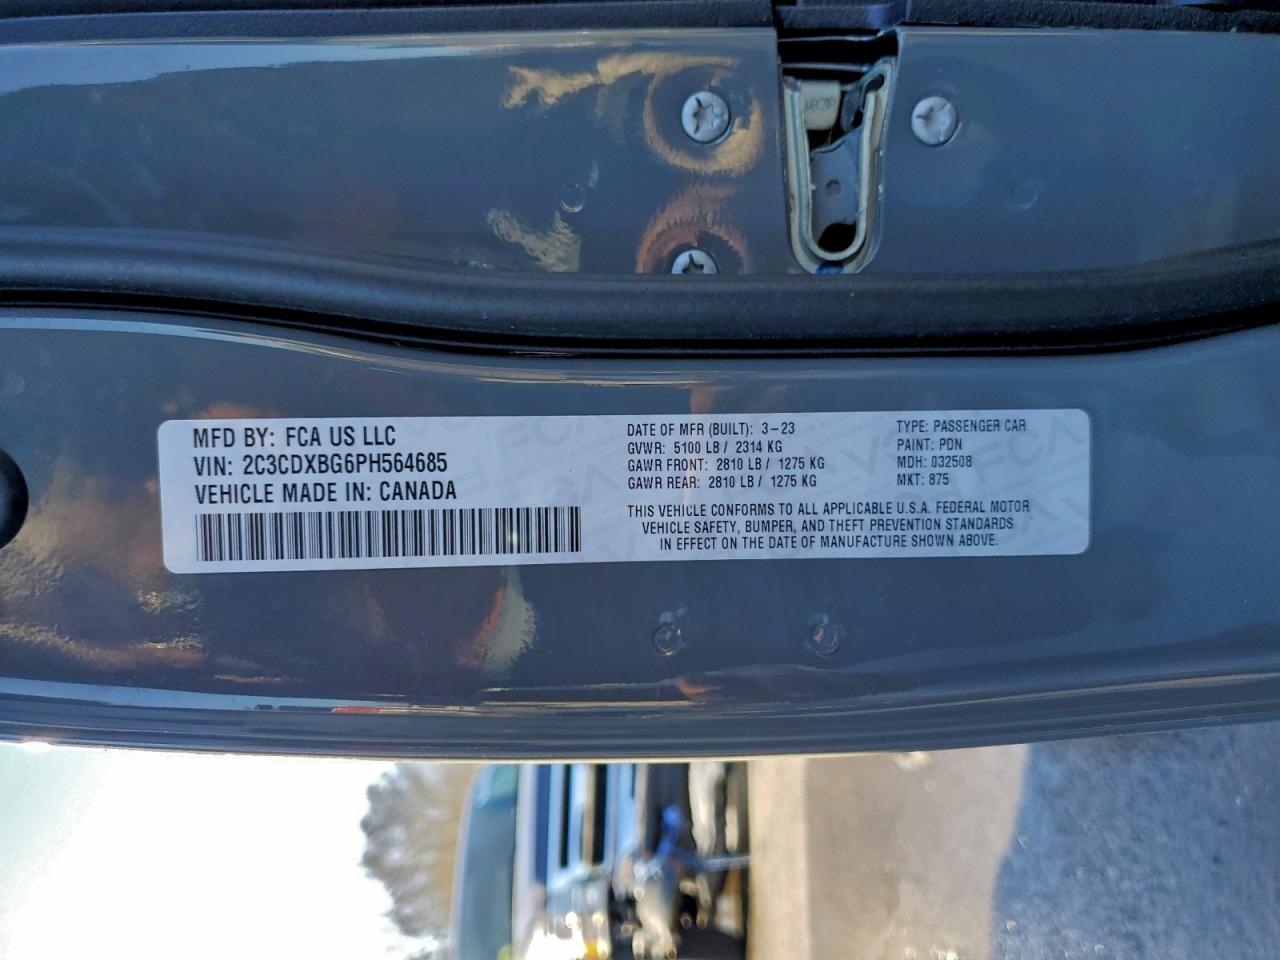 MFD BY: FCA US LLC
VIN: 2C3CDXBG6PH564685
VEHICLE MADE IN: CANADA
DATE OF MFR (BUILT): 3-23
GVWR: 5100 LB / 2314 KG
GAWR FRONT: 2810 LB / 1275 KG
GAWR REAR: 2810 LB / 1275 KG
TYPE: PASSENGER CAR
PAINT: PDN
MDH: 032508
MKT: 875
THIS VEHICLE CONFORMS TO ALL APPLICABLE U.S.A. FEDERAL MOTOR
VEHICLE SAFETY, BUMPER, AND THEFT PREVENTION STANDARDS
IN EFFECT ON THE DATE OF MANUFACTURE SHOWN ABOVE.